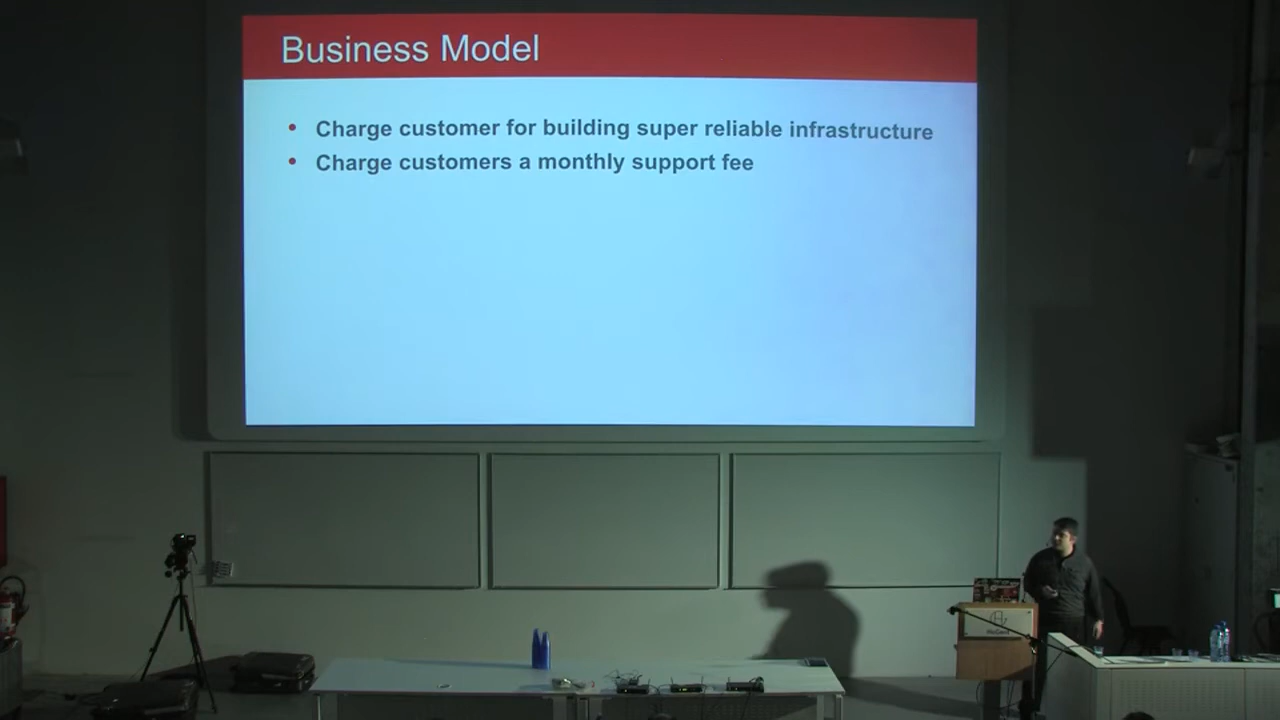 Business Model
Charge customer for building super reliable infrastructure
Charge customers a monthly support fee